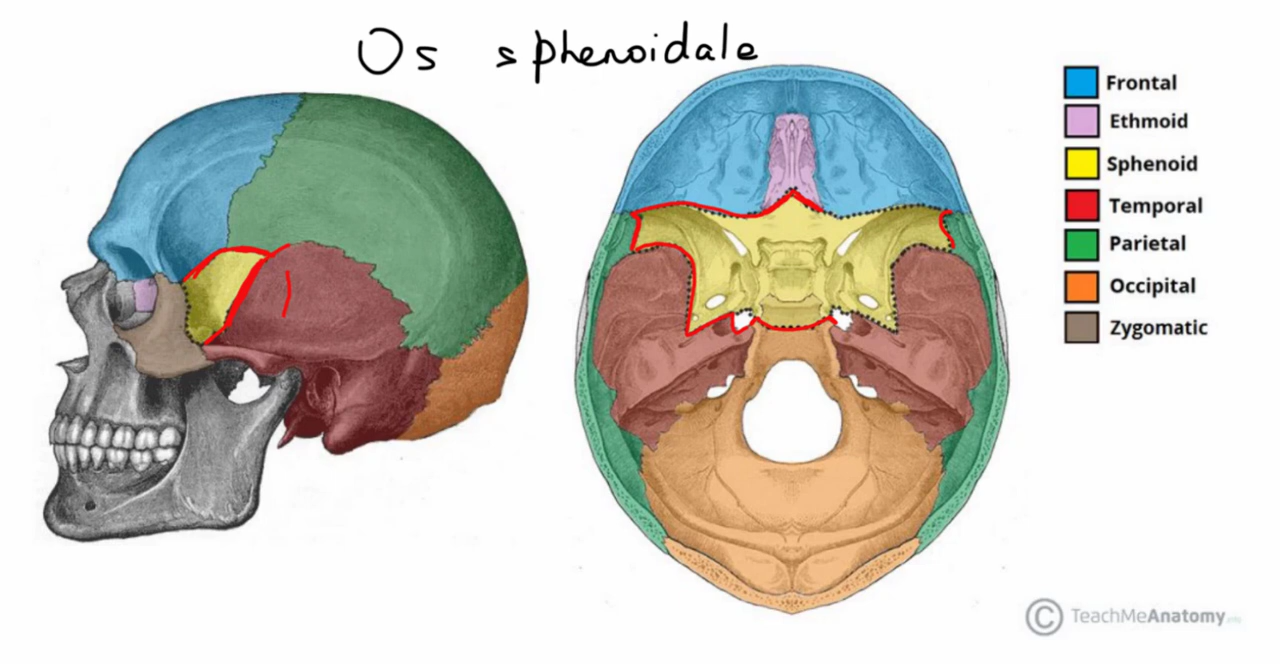 Os sphenoidale
Frontal
Ethmoid
Sphenoid
Temporal
Parietal
Occipital
Zygomatic
© TeachMeAnatomy